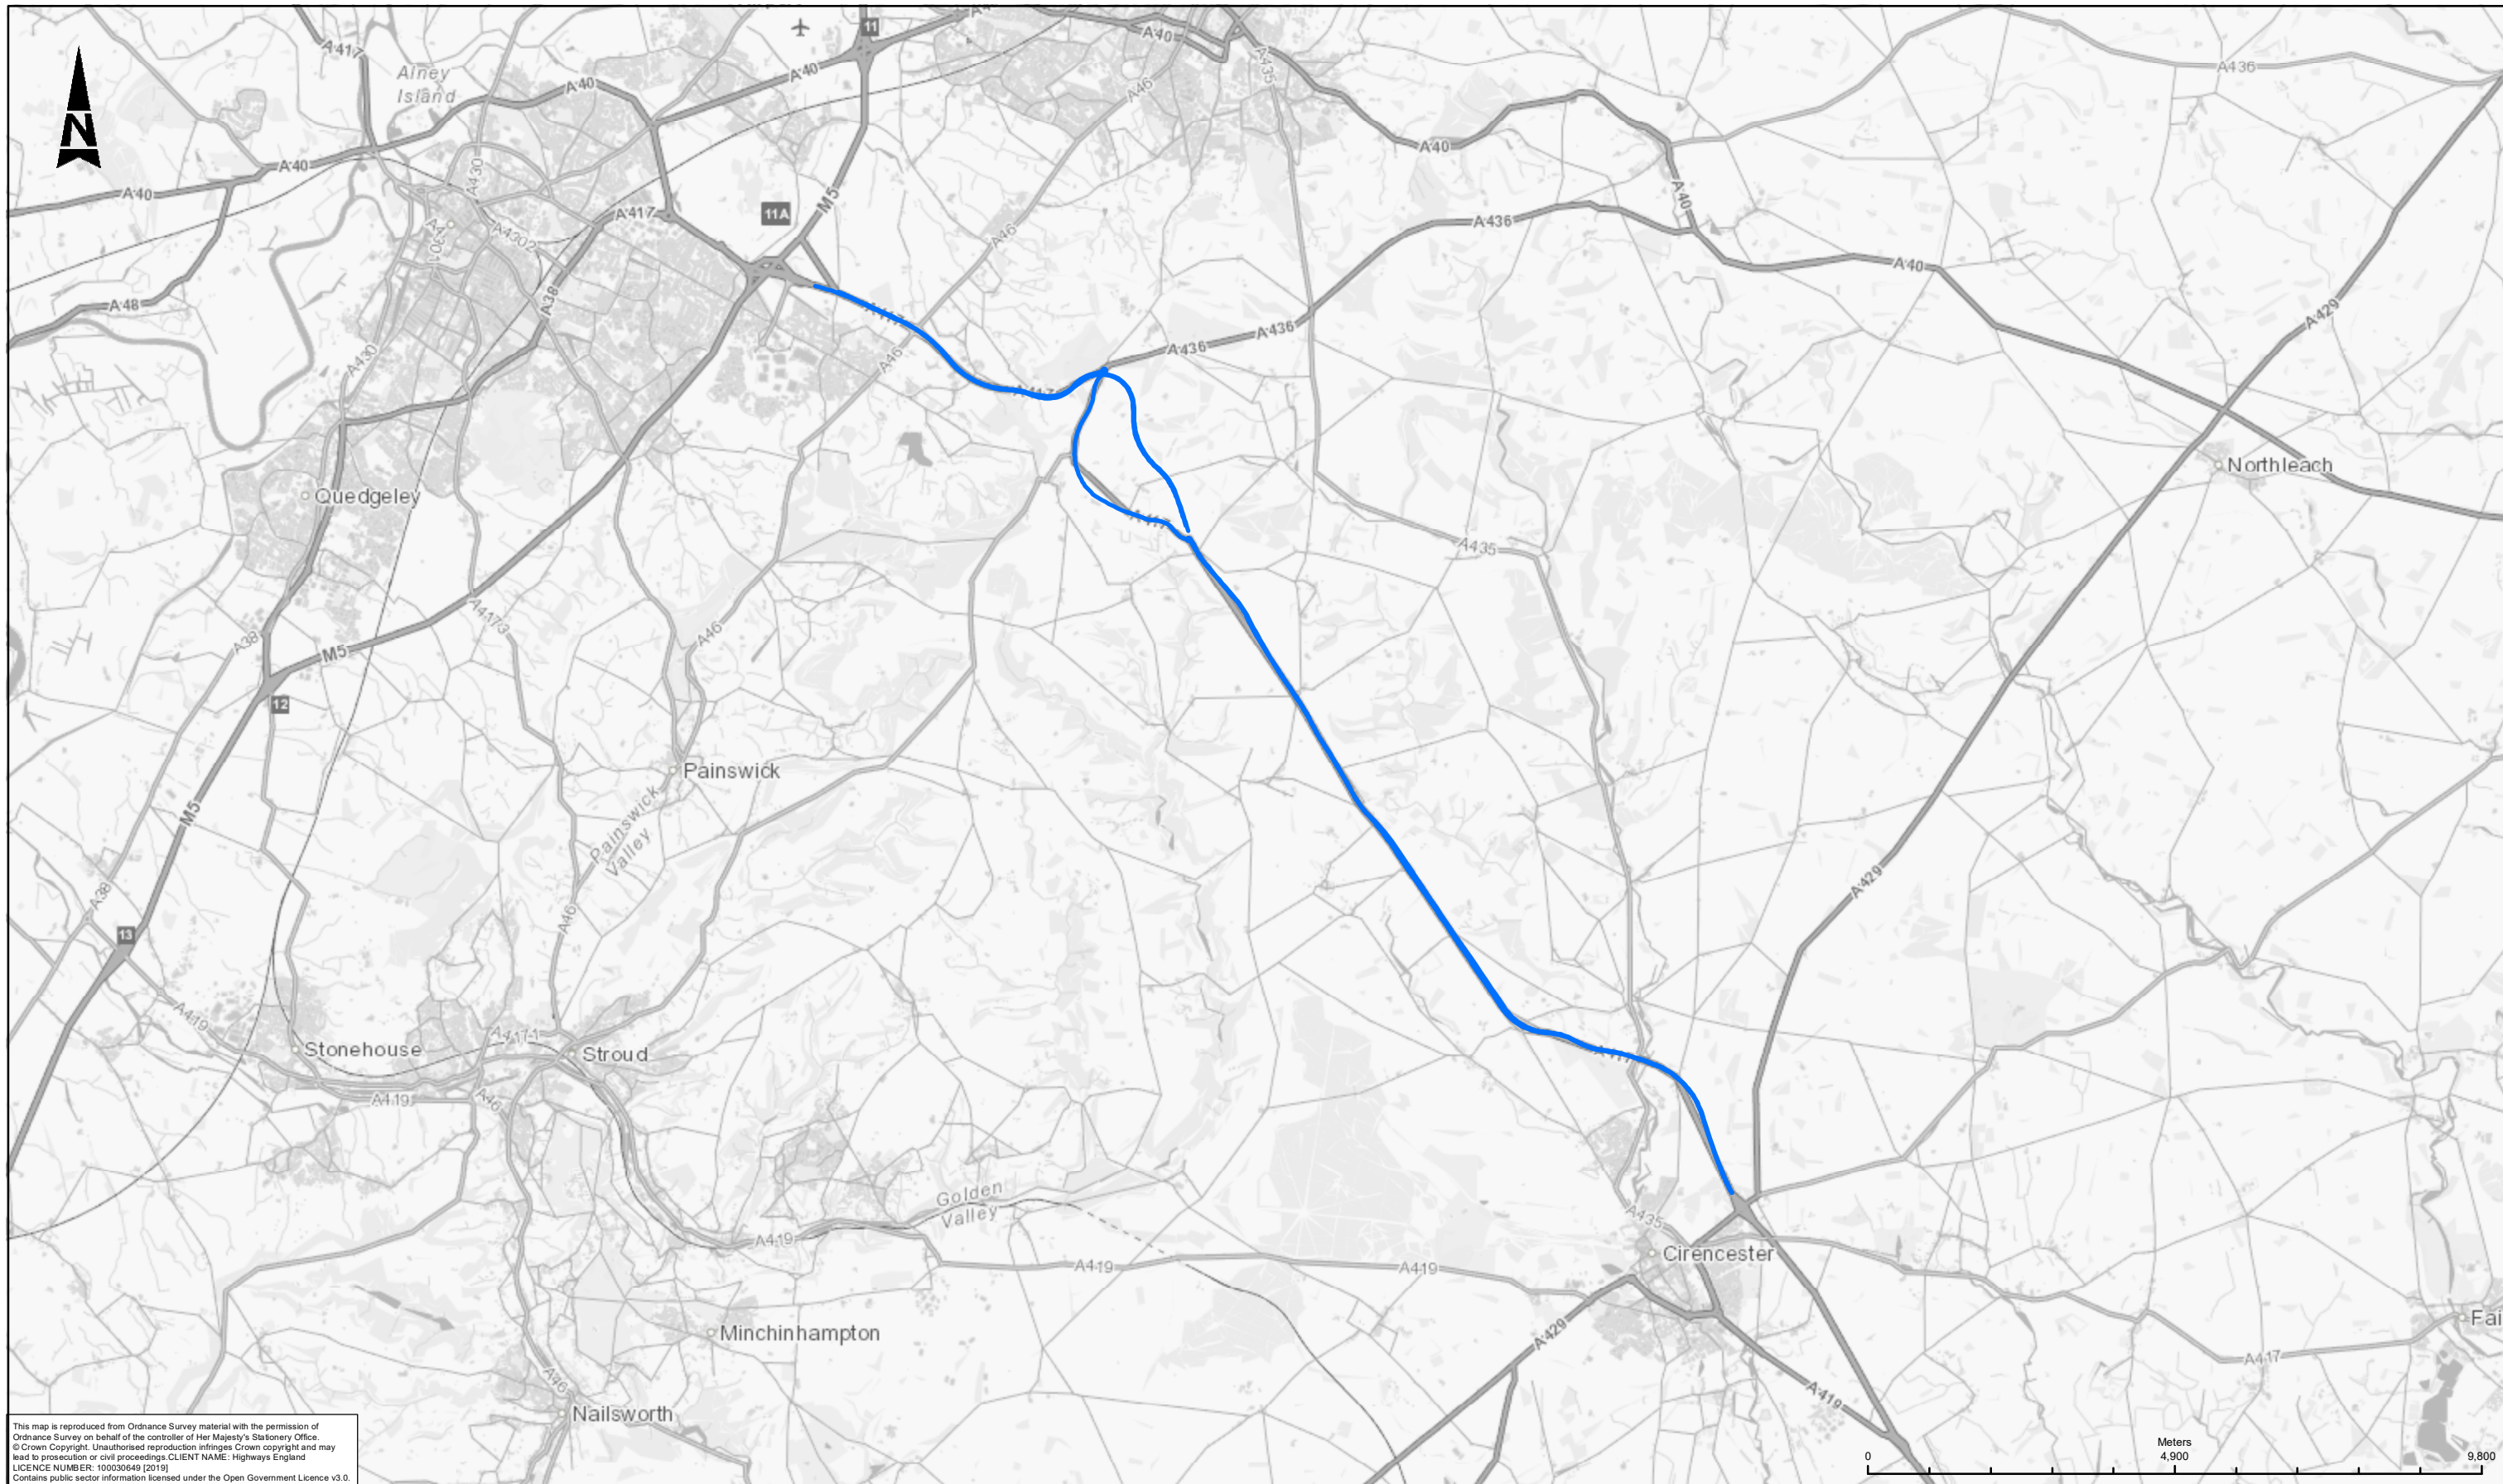 11
A417
A40
Alney
Island
A40
A40
A435
A436
A46
N
A40
A430
A40
A40
A40
11A
M5
A417
A436
A4301
A4302
A46
A40
A48
A38
A417
A429
A436
A436
A430
A46
A417
Northleach
Quedgeley
A417
A435
A4173
A38
A46
M5
12
Painswick
M5
Painswick
Valley
A429
A38
A46
13
A419
A4171
Stonehouse
Stroud
A417
A419
A46
Golden
Valley
A435
A419
Cirencester
A419
A419
Fai
Minchinhampton
A429
A417
A46
A419
Nailsworth
This map is reproduced from Ordnance Survey material with the permission of
Ordnance Survey on behalf of the controller of Her Majesty's Stationery Office.
© Crown Copyright. Unauthorised reproduction infringes Crown copyright and may
lead to prosecution or civil proceedings.CLIENT NAME: Highways England
LICENCE NUMBER: 100030649 [2019]
Contains public sector information licensed under the Open Government Licence v3.0.
Meters
0 4,900 9,800